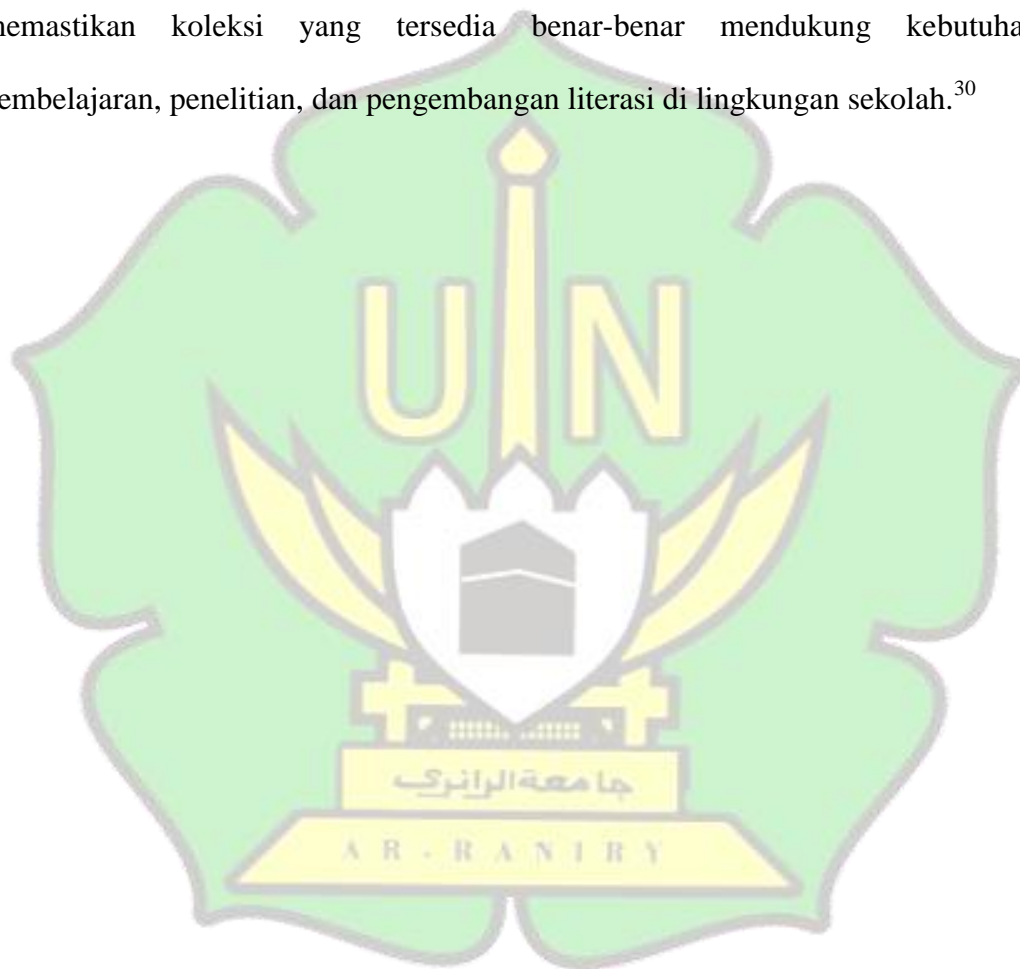 memastikan koleksi yang tersedia benar-benar mendukung kebutuha
embelajaran, penelitian, dan pengembangan literasi di lingkungan sekolah.30
UIN
جامعة الرانري
AR-RANIRY